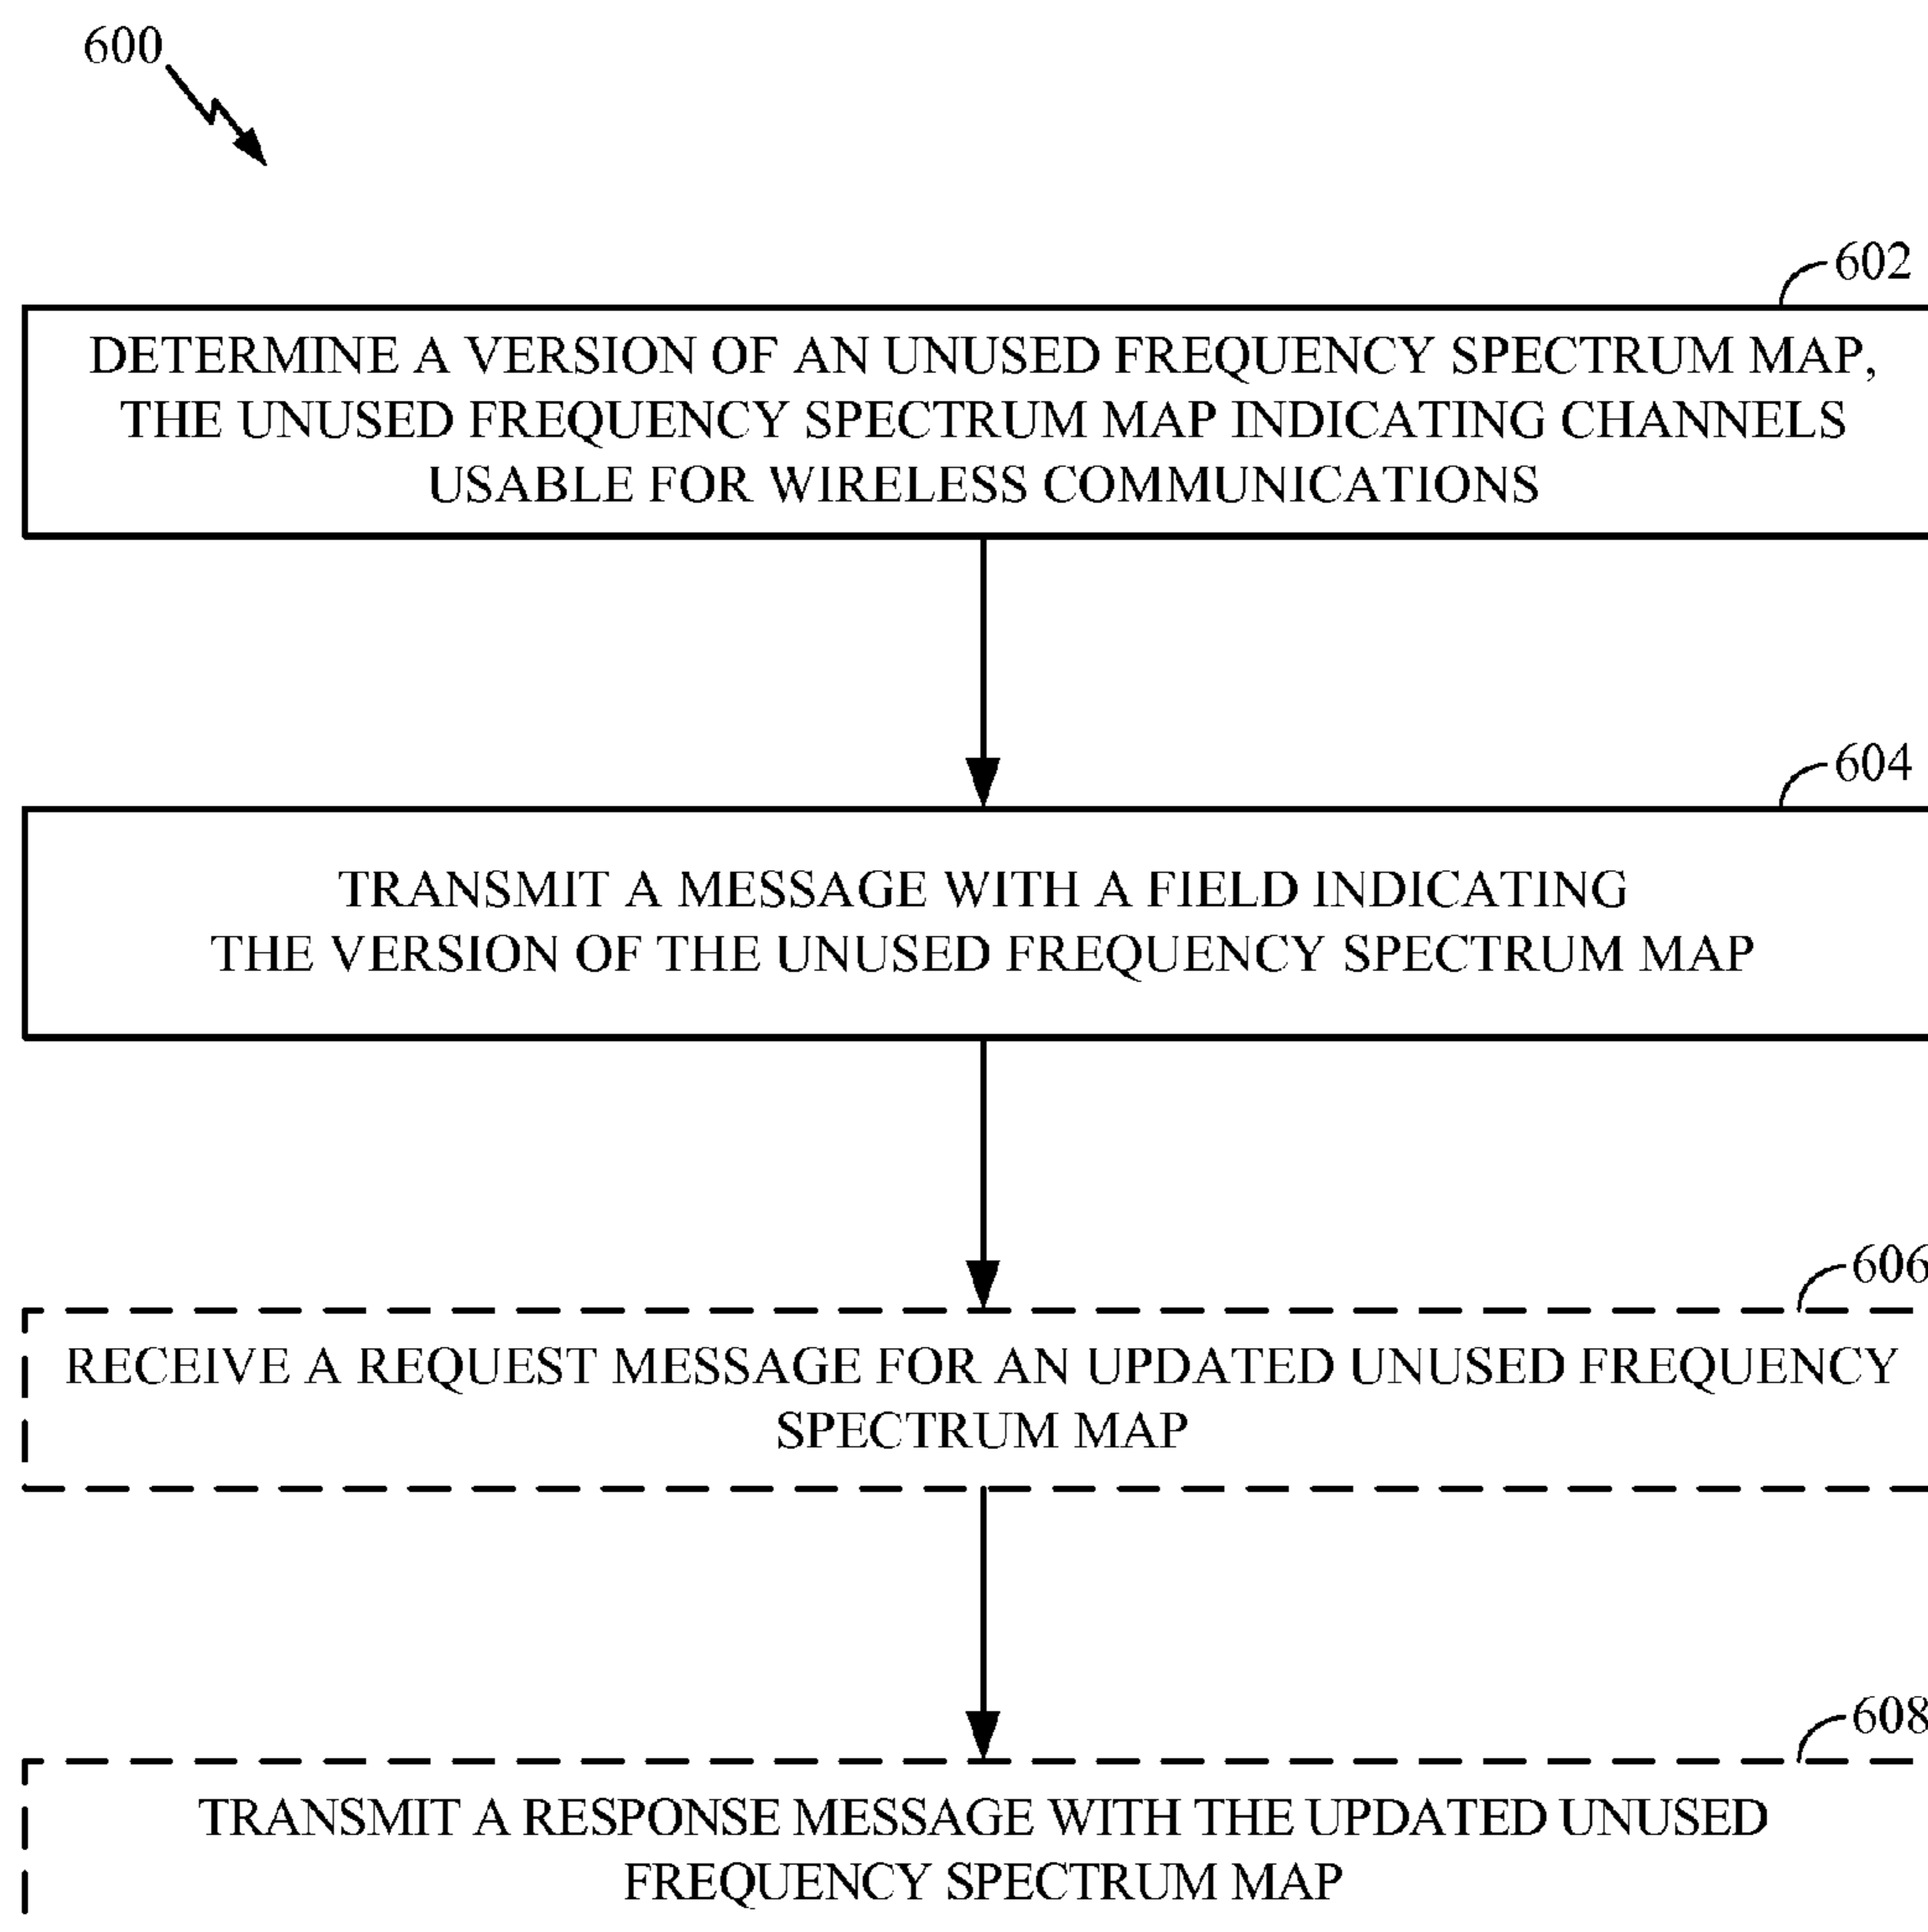 600
602
DETERMINE A VERSION OF AN UNUSED FREQUENCY SPECTRUM MAP,
THE UNUSED FREQUENCY SPECTRUM MAP INDICATING CHANNELS
USABLE FOR WIRELESS COMMUNICATIONS
604
TRANSMIT A MESSAGE WITH A FIELD INDICATING
THE VERSION OF THE UNUSED FREQUENCY SPECTRUM MAP
606
RECEIVE A REQUEST MESSAGE FOR AN UPDATED UNUSED FREQUENCY
SPECTRUM MAP
608
TRANSMIT A RESPONSE MESSAGE WITH THE UPDATED UNUSED
FREQUENCY SPECTRUM MAP